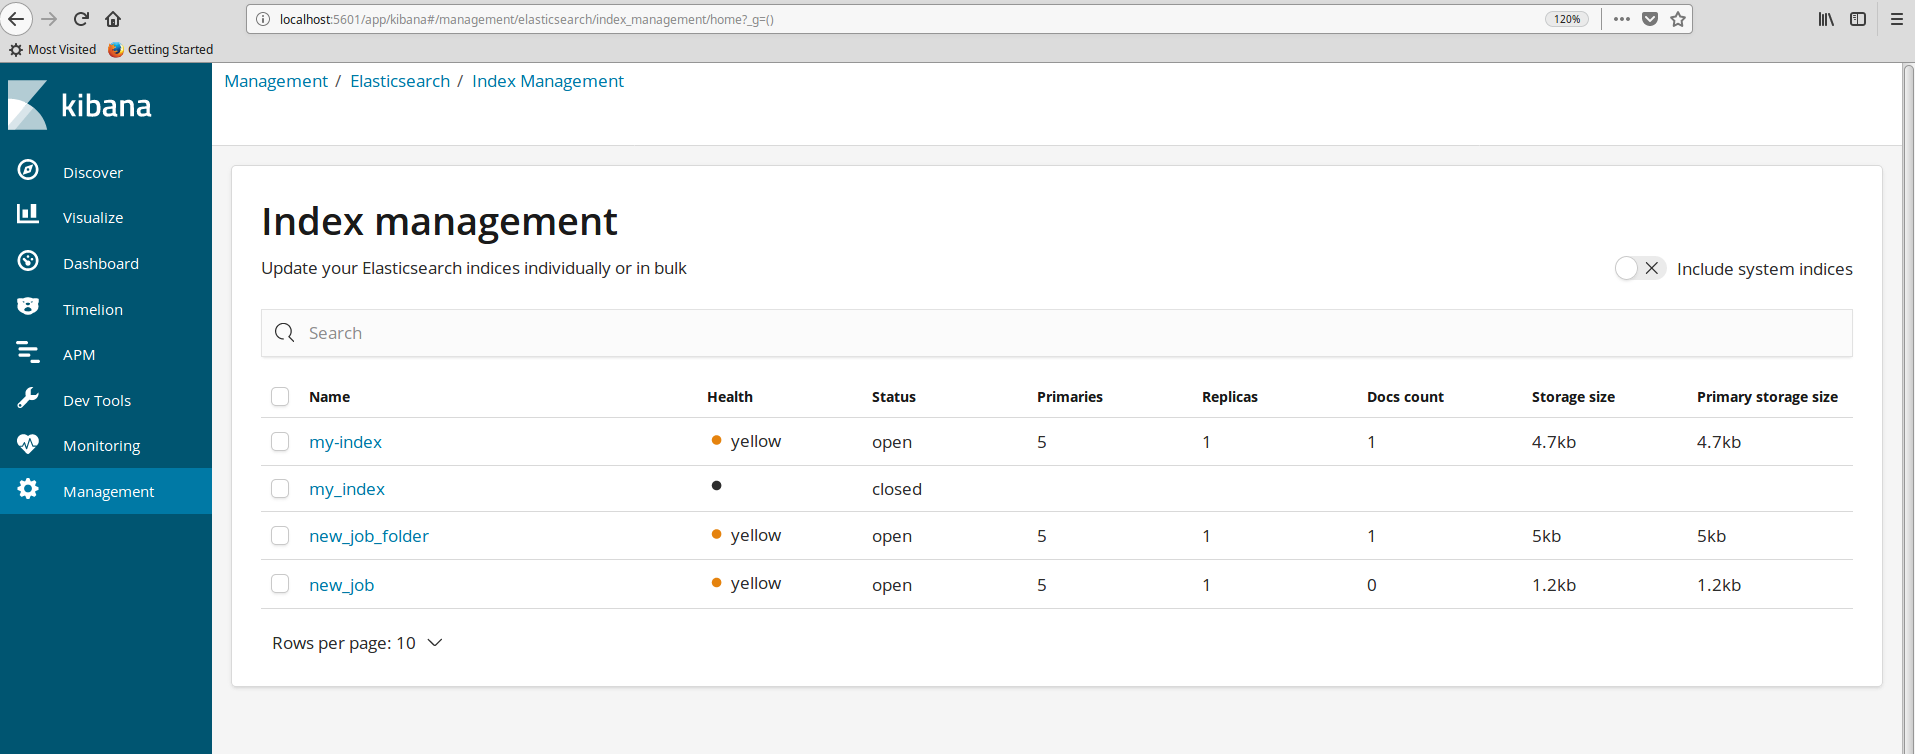 localhost:5601/app/kibana#/management/elasticsearch/index_management/home?_g=() 120%
Most Visited Getting Started
kibana
Discover
Visualize
Dashboard
Timelion
APM
Dev Tools
Monitoring
Management
Management / Elasticsearch / Index Management
Index management
Update your Elasticsearch indices individually or in bulk
Include system indices
Search
Name Health Status Primaries Replicas Docs count Storage size Primary storage size
my-index yellow open 5 1 1 4.7kb 4.7kb
my_index closed
new_job_folder yellow open 5 1 1 5kb 5kb
new_job yellow open 5 1 0 1.2kb 1.2kb
Rows per page: 10